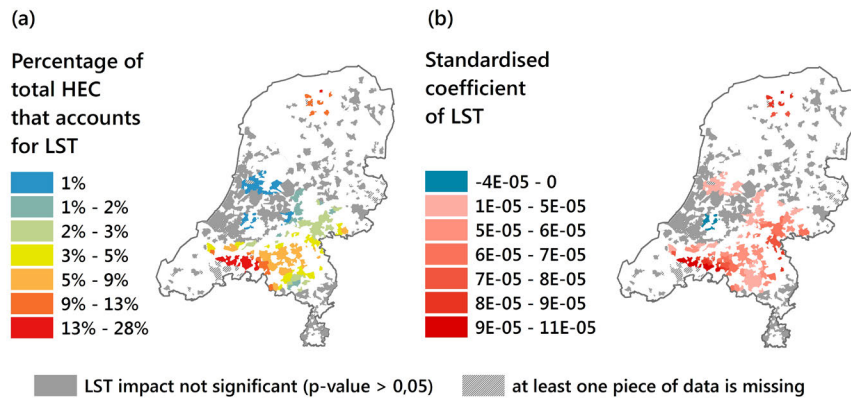 (a)
Percentage of
total HEC
that accounts
for LST
1%
1% - 2%
2% - 3%
3% - 5%
5% - 9%
9% - 13%
13% - 28%
(b)
Standardised
coefficient
of LST
-4E-05 - 0
1E-05 - 5E-05
5E-05 - 6E-05
6E-05 - 7E-05
7E-05 - 8E-05
8E-05 - 9E-05
9E-05 - 11E-05
LST impact not significant (p-value > 0,05)
at least one piece of data is missing